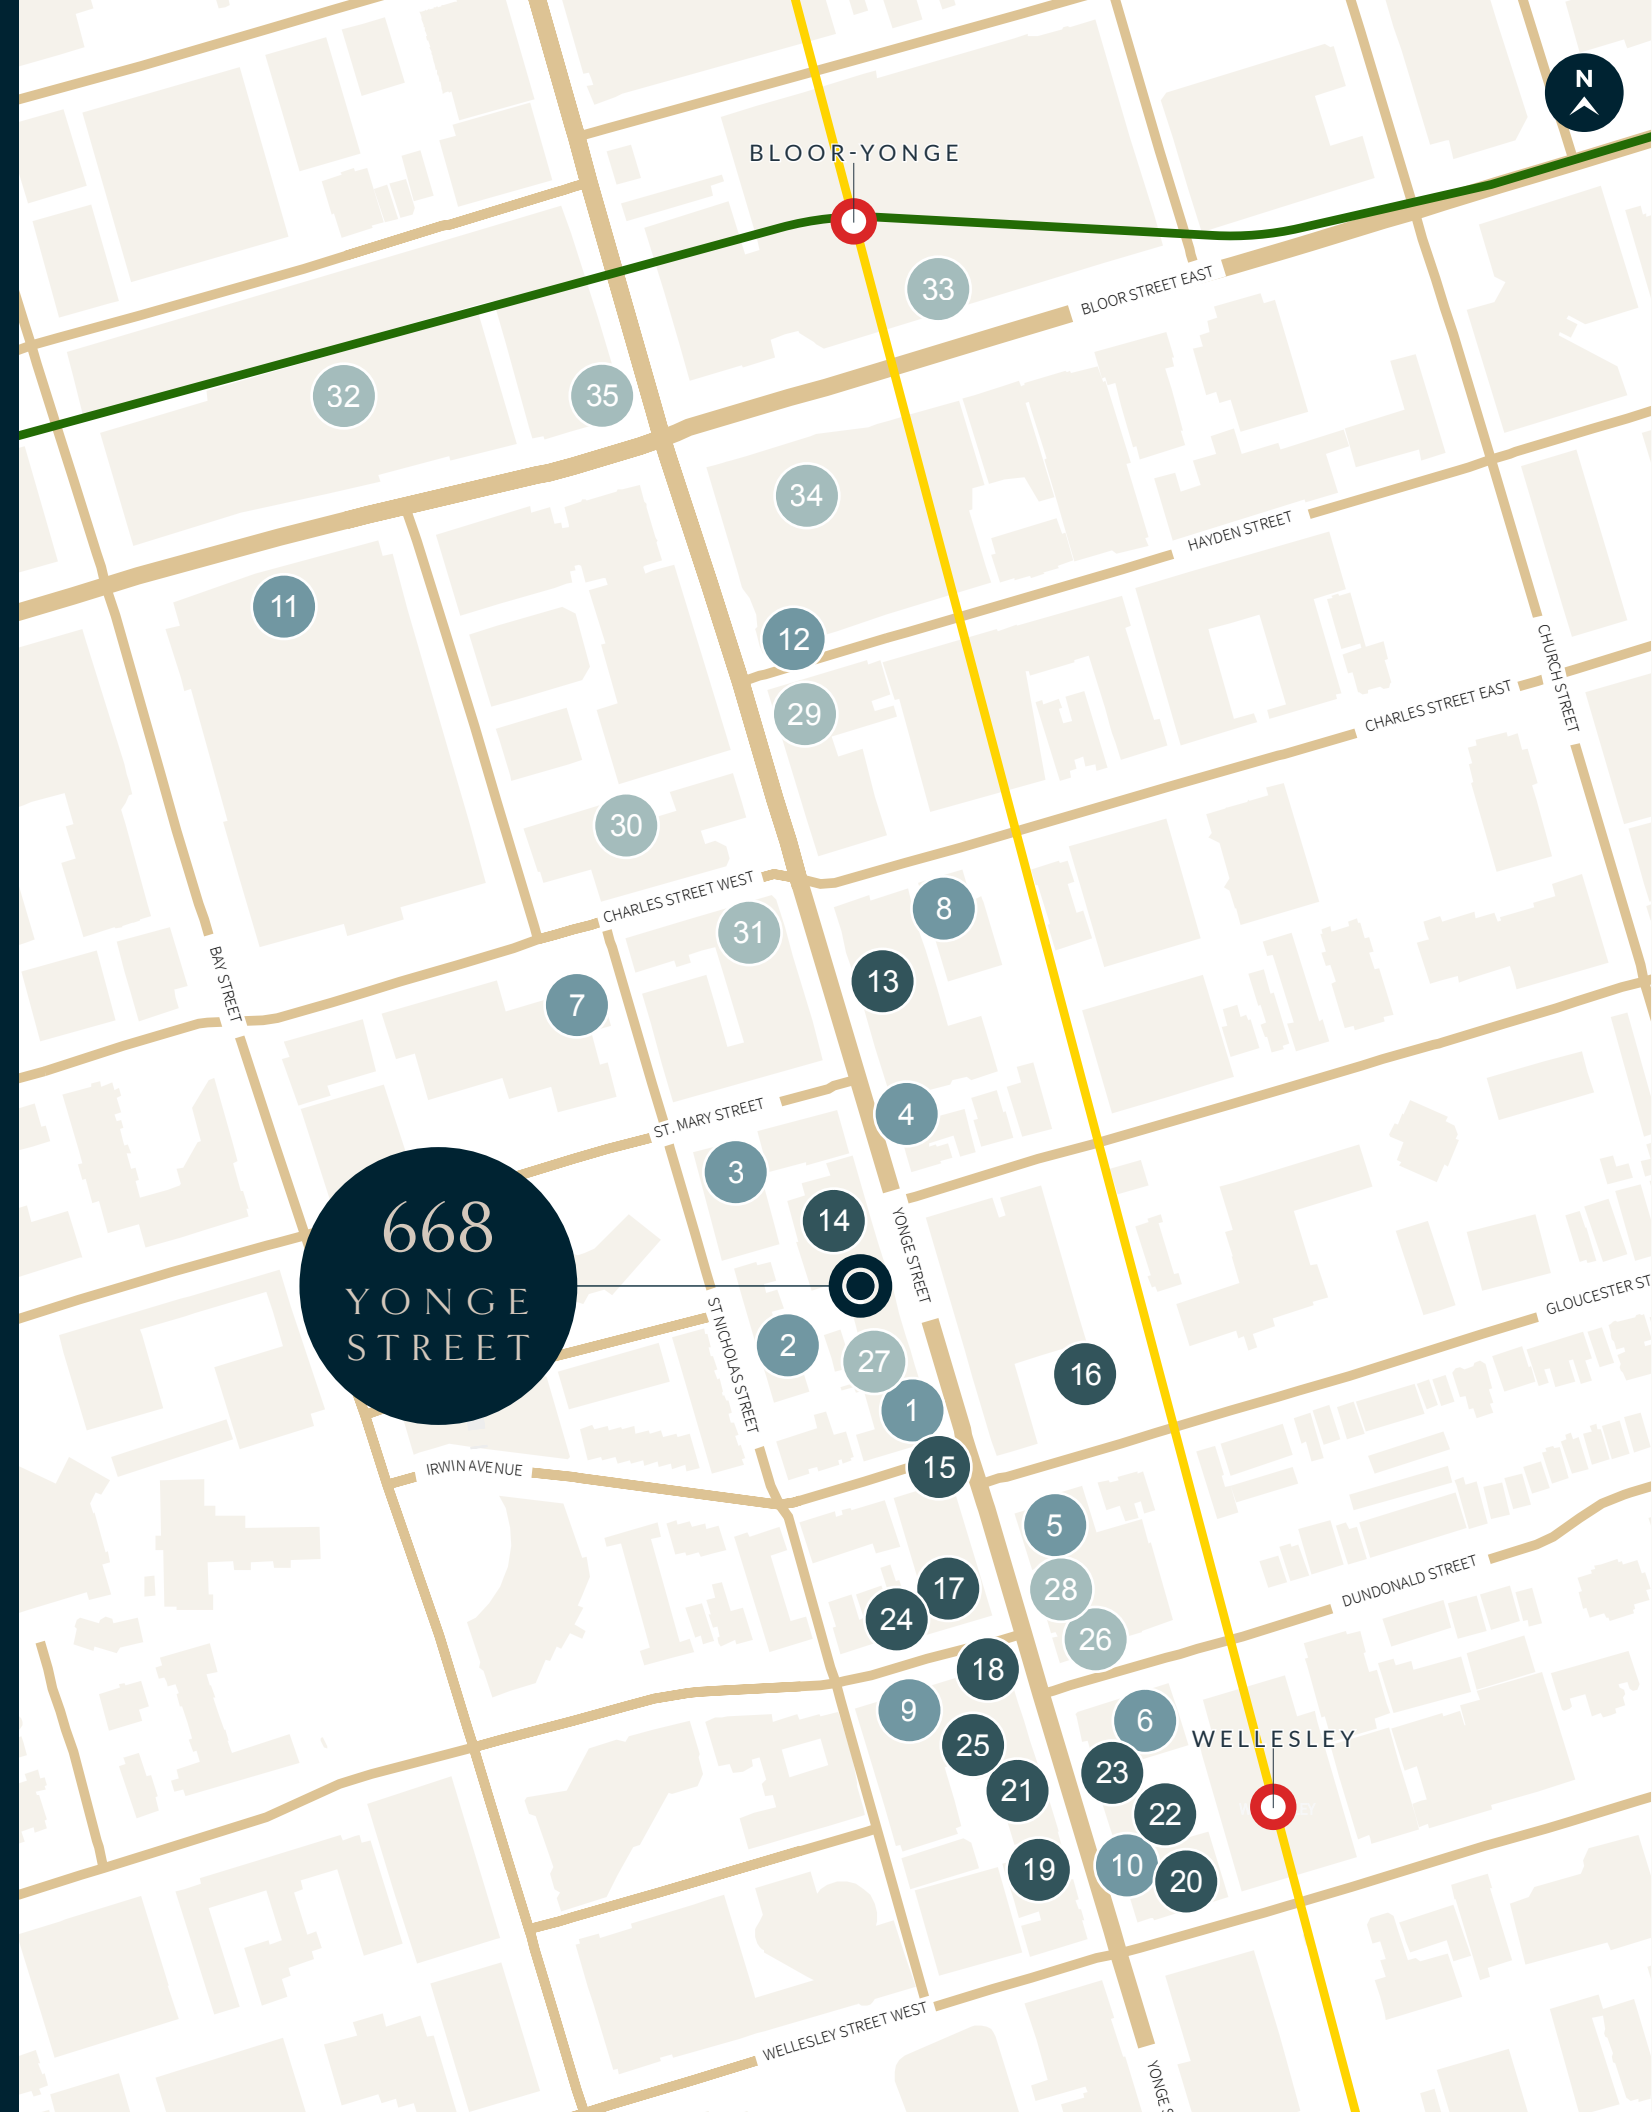 N
BLOOR-YONGE
BLOOR STREET EAST
33
32
35
34
HAYDEN STREET
11
12
CHURCH STREET
29
CHARLES STREET EAST
30
CHARLES STREET WEST
8
31
BAY STREET
13
7
4
ST. MARY STREET
3
14
668
YONGE
STREET
YONGE STREET
GLOUCESTER ST
ST NICHOLAS STREET
2
27
16
1
15
IRWIN AVENUE
5
17
28
DUNDONALD STREET
24
26
18
9
6
WELLESLEY
25
23
21
22
10
19
20
WELLESLEY STREET WEST
YONGE S